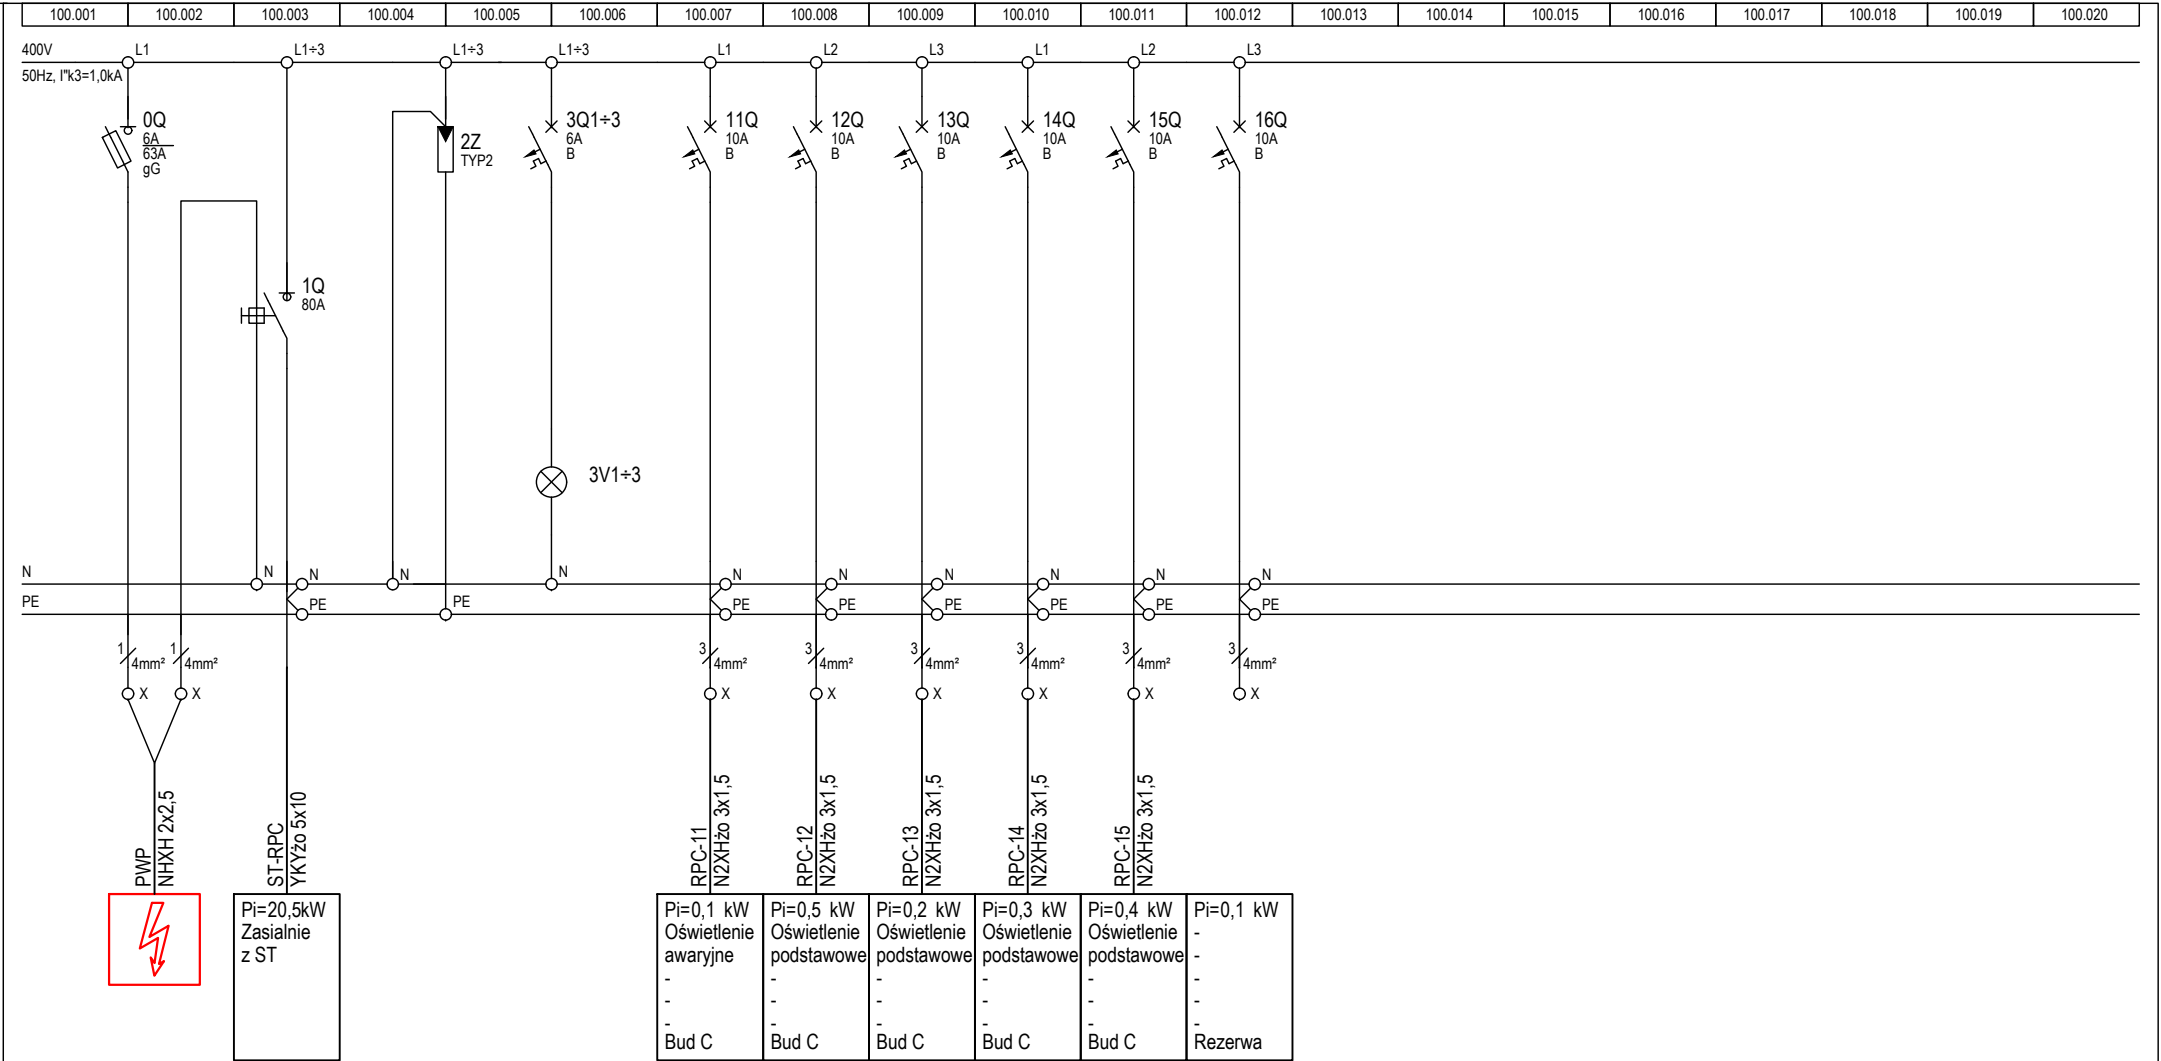 100.001 100.002 100.003 100.004 100.005 100.006 100.007 100.008 100.009 100.010 100.011 100.012 100.013 100.014 100.015 100.016 100.017 100.018 100.019 100.020
400V L1 L1÷3 L1÷3 L1÷3 L1 L2 L3 L1 L2 L3
50Hz, I"k3=1,0kA
0Q
6A
63A
gG
1Q
80A
2Z
TYP2
3Q1÷3
6A
B
3V1÷3
11Q
10A
B
12Q
10A
B
13Q
10A
B
14Q
10A
B
15Q
10A
B
16Q
10A
B
N N N N N N N N N N N
PE PE PE PE PE PE PE PE PE
1 4mm² 1 4mm² 3 4mm² 3 4mm² 3 4mm² 3 4mm² 3 4mm² 3 4mm²
X X X X X X X X
PWP
NHXH 2x2,5
ST-RPC
YKYżo 5x10
RPC-11
N2XHżo 3x1,5
RPC-12
N2XHżo 3x1,5
RPC-13
N2XHżo 3x1,5
RPC-14
N2XHżo 3x1,5
RPC-15
N2XHżo 3x1,5
Pi=20,5kW
Zasialnie
z ST
Pi=0,1 kW
Oświetlenie
awaryjne
-
-
-
Bud C
Pi=0,5 kW
Oświetlenie
podstawowe
-
-
-
Bud C
Pi=0,2 kW
Oświetlenie
podstawowe
-
-
-
Bud C
Pi=0,3 kW
Oświetlenie
podstawowe
-
-
-
Bud C
Pi=0,4 kW
Oświetlenie
podstawowe
-
-
-
Bud C
Pi=0,1 kW
-
-
-
-
-
Rezerwa